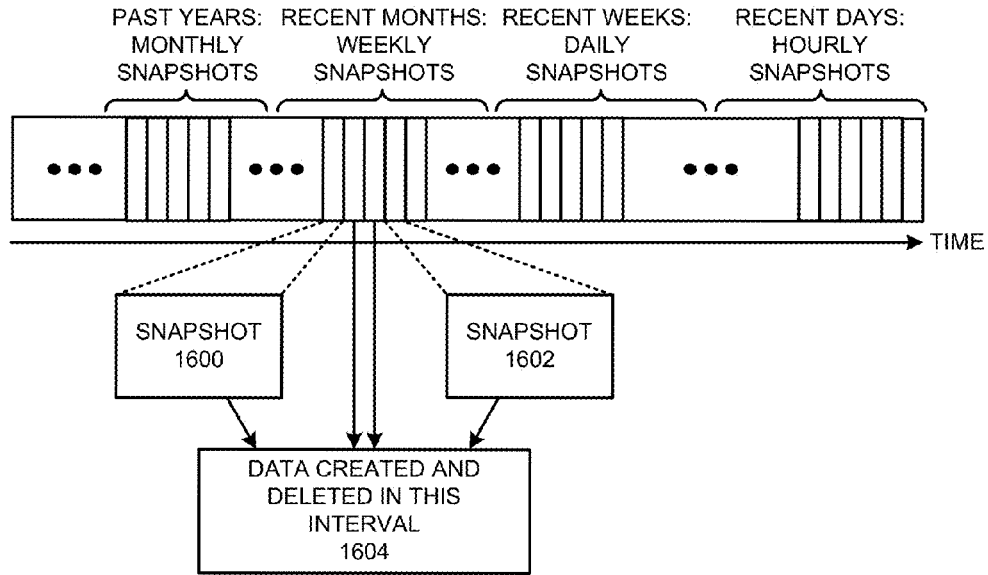 PAST YEARS:
MONTHLY
SNAPSHOTS
RECENT MONTHS:
WEEKLY
SNAPSHOTS
RECENT WEEKS:
DAILY
SNAPSHOTS
RECENT DAYS:
HOURLY
SNAPSHOTS
TIME
SNAPSHOT
1600
SNAPSHOT
1602
DATA CREATED AND
DELETED IN THIS
INTERVAL
1604